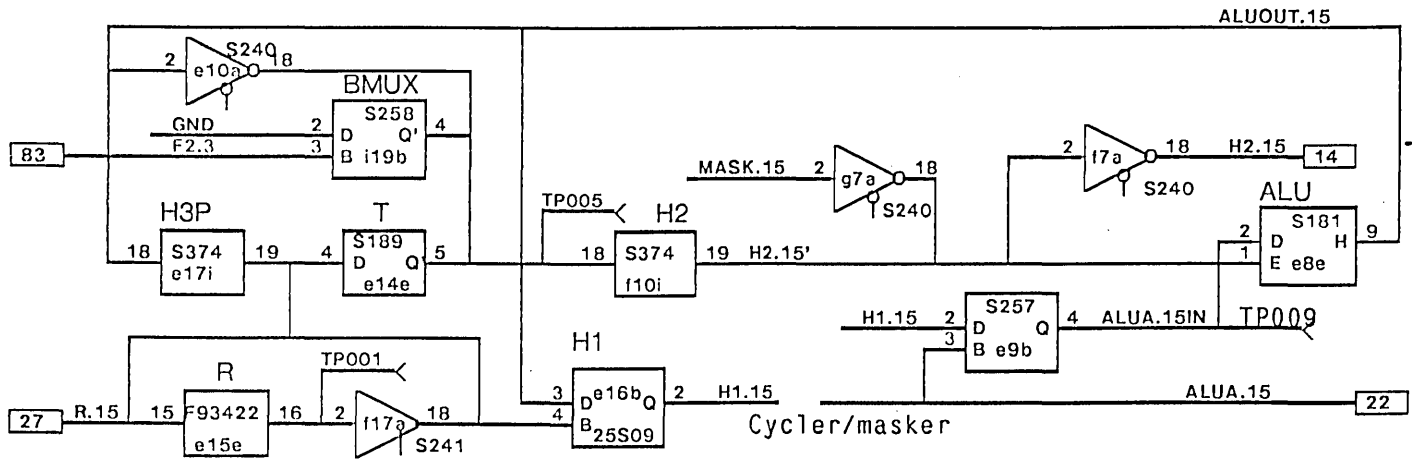 ALUOUT.15
S240
2 e10a 18
BMUX
S258
GND 2 D Q' 4
83 F2.3 3 B i19b
MASK.15 2 g7a 18
S240
2 f7a 18 H2.15 14
S240
TP005
H3P T H2 ALU
18 S374 19 4 S189 5 18 S374 19 H2.15'
e17i D Q' e14e f10i
2 D S181 H 9
1 E e8e
H1.15 2 D S257 Q 4 ALUA.15IN TP009
3 B e9b
R TP001 H1
27 R.15 15 F93422 16 2 f17a 18
e15e S241
3 D e16b Q 2 H1.15
4 B 25S09
Cycler/masker
ALUA.15 22